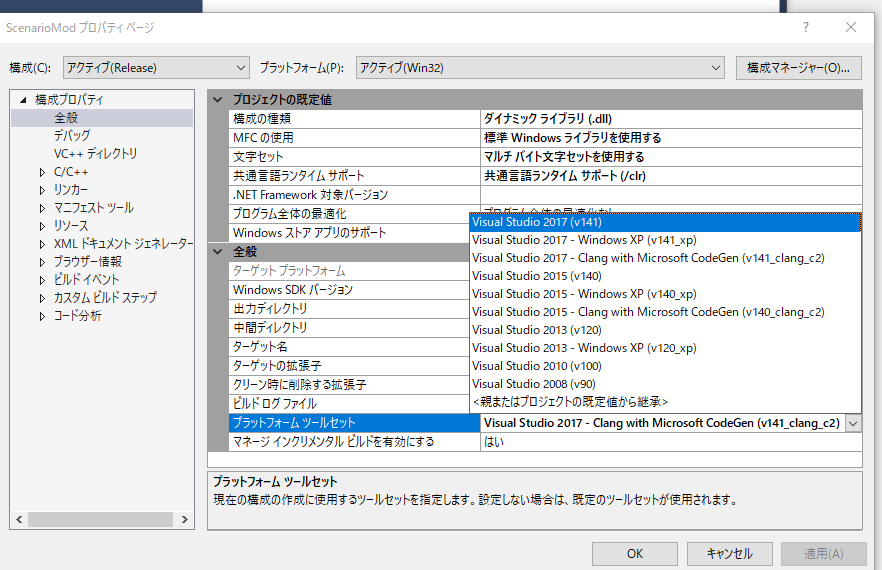 ScenarioMod プロパティ ページ
構成(C):
アクティブ(Release)
プラットフォーム(P):
アクティブ(Win32)
構成マネージャー(O)...
構成プロパティ
全般
デバッグ
VC++ ディレクトリ
C/C++
リンカー
マニフェスト ツール
リソース
XML ドキュメント ジェネレーター
ブラウザー情報
ビルド イベント
カスタム ビルド ステップ
コード分析
プロジェクトの既定値
構成の種類 ダイナミック ライブラリ (.dll)
MFC の使用 標準 Windows ライブラリを使用する
文字セット マルチ バイト文字セットを使用する
共通言語ランタイム サポート 共通言語ランタイム サポート (/clr)
.NET Framework 対象バージョン
プログラム全体の最適化
Windows ストア アプリのサポート
全般
ターゲット プラットフォーム
Windows SDK バージョン
出力ディレクトリ
中間ディレクトリ
ターゲット名
ターゲットの拡張子
クリーン時に削除する拡張子
ビルド ログ ファイル
Visual Studio 2017 (v141)
Visual Studio 2017 - Windows XP (v141_xp)
Visual Studio 2017 - Clang with Microsoft CodeGen (v141_clang_c2)
Visual Studio 2015 (v140)
Visual Studio 2015 - Windows XP (v140_xp)
Visual Studio 2015 - Clang with Microsoft CodeGen (v140_clang_c2)
Visual Studio 2013 (v120)
Visual Studio 2013 - Windows XP (v120_xp)
Visual Studio 2010 (v100)
Visual Studio 2008 (v90)
<親またはプロジェクトの既定値から継承>
プラットフォーム ツールセット Visual Studio 2017 - Clang with Microsoft CodeGen (v141_clang_c2)
マネージ インクリメンタル ビルドを有効にする はい
プラットフォーム ツールセット
現在の構成の作成に使用するツールセットを指定します。設定しない場合は、既定のツールセットが使用されます。
OK
キャンセル
適用(A)